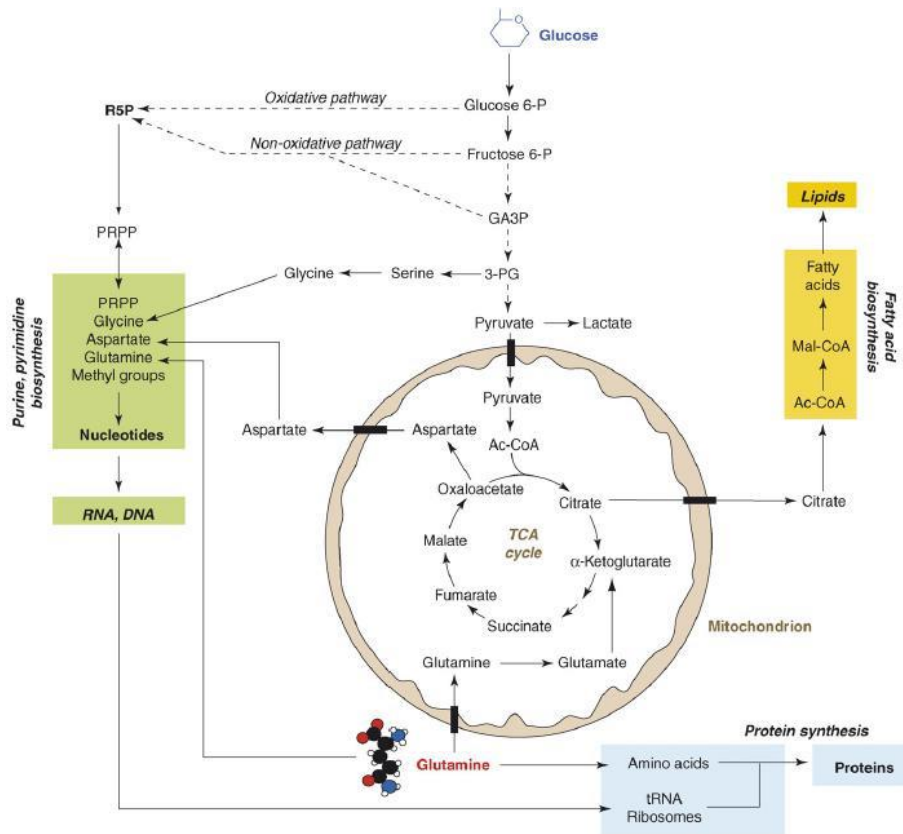 Glucose
Oxidative pathway
Glucose 6-P
R5P
Non-oxidative pathway
Fructose 6-P
GA3P
Lipids
PRPP
Glycine
Serine
3-PG
Fatty
acids
Fatty acid
biosynthesis
Purine, pyrimidine
biosynthesis
PRPP
Glycine
Aspartate
Glutamine
Methyl groups
Nucleotides
Pyruvate
Lactate
Mal-CoA
Pyruvate
Ac-CoA
Aspartate
Aspartate
Ac-CoA
Oxaloacetate
Citrate
Citrate
RNA, DNA
TCA
cycle
Malate
α-Ketoglutarate
Fumarate
Succinate
Mitochondrion
Glutamine
Glutamate
Protein synthesis
Glutamine
Amino acids
Proteins
tRNA
Ribosomes